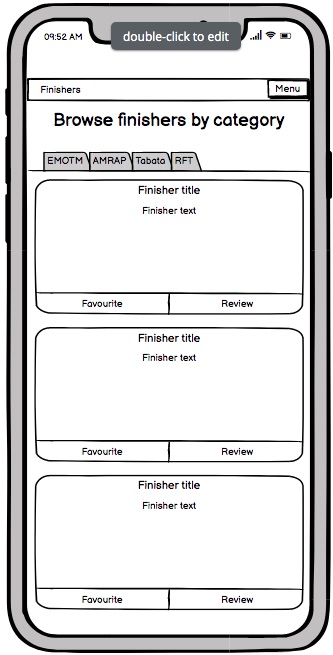 09:52 AM
double-click to edit
Finishers
Menu
Browse finishers by category
EMOTM AMRAP Tabata RFT
Finisher title
Finisher text
Favourite Review
Finisher title
Finisher text
Favourite Review
Finisher title
Finisher text
Favourite Review